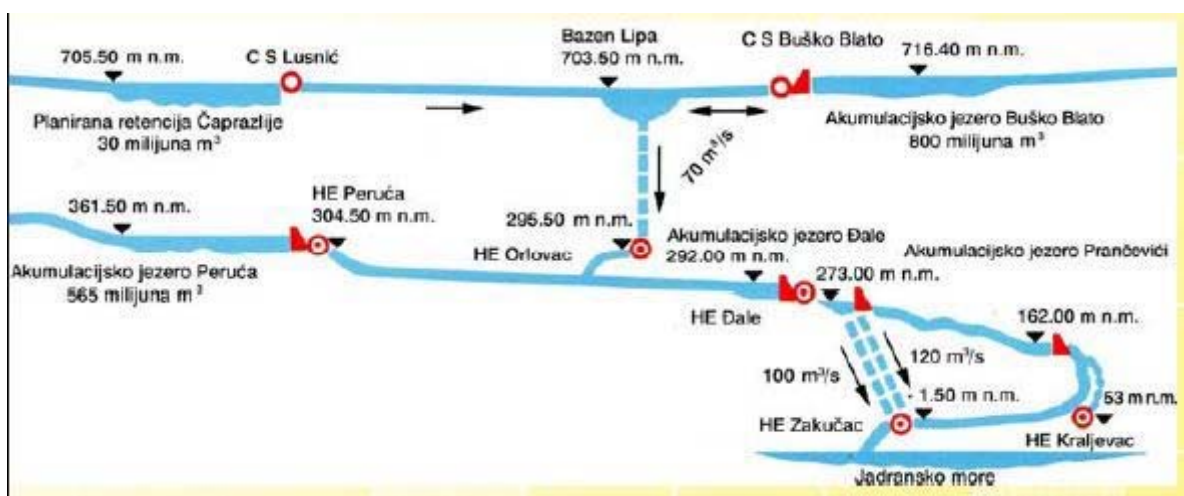 705.50 m n.m.
C S Lusnić
Bazen Lipa
703.50 m n.m.
C S Buško Blato
716.40 m n.m.
Planirana retencija Čaprazlije
30 milijuna m³
Akumulacijsko jezero Buško Blato
800 milijuna m³
70 m³/s
361.50 m n.m.
HE Peruća
304.50 m n.m.
Akumulacijsko jezero Peruća
565 milijuna m³
295.50 m n.m.
HE Orlovac
Akumulacijsko jezero Đale
292.00 m n.m.
Akumulacijsko jezero Prančevići
273.00 m n.m.
HE Đale
162.00 m n.m.
100 m³/s
120 m³/s
- 1.50 m n.m.
53 m n.m.
HE Zakučac
HE Kraljevac
Jadransko more